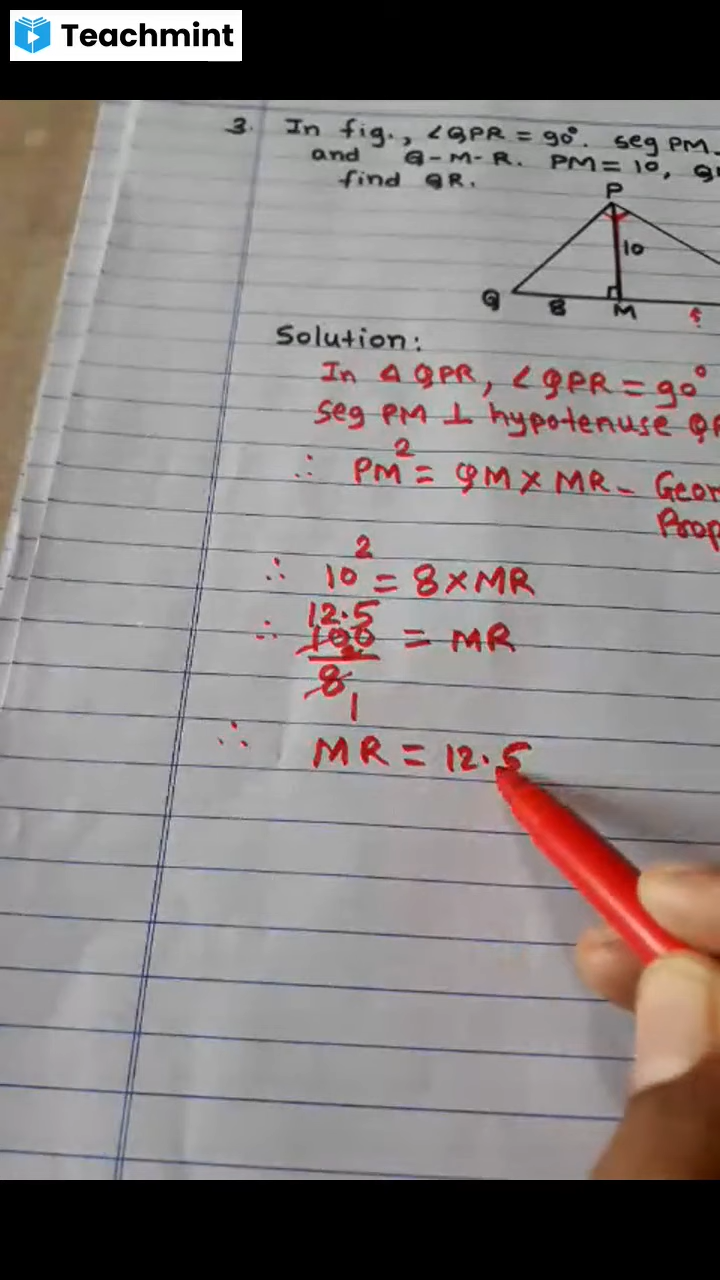 Teachmint
3. In fig., ∠QPR = 90°. seg PM
and Q-M-R. PM = 10,
find QR.
P
10
Q
8
M
Solution:
In △QPR, ∠QPR = 90°
seg PM ⊥ hypotenuse
∴ PM² = QM × MR -
∴ 10² = 8 × MR
12.5
∴ 100 = MR
8
1
∴ MR = 12.5